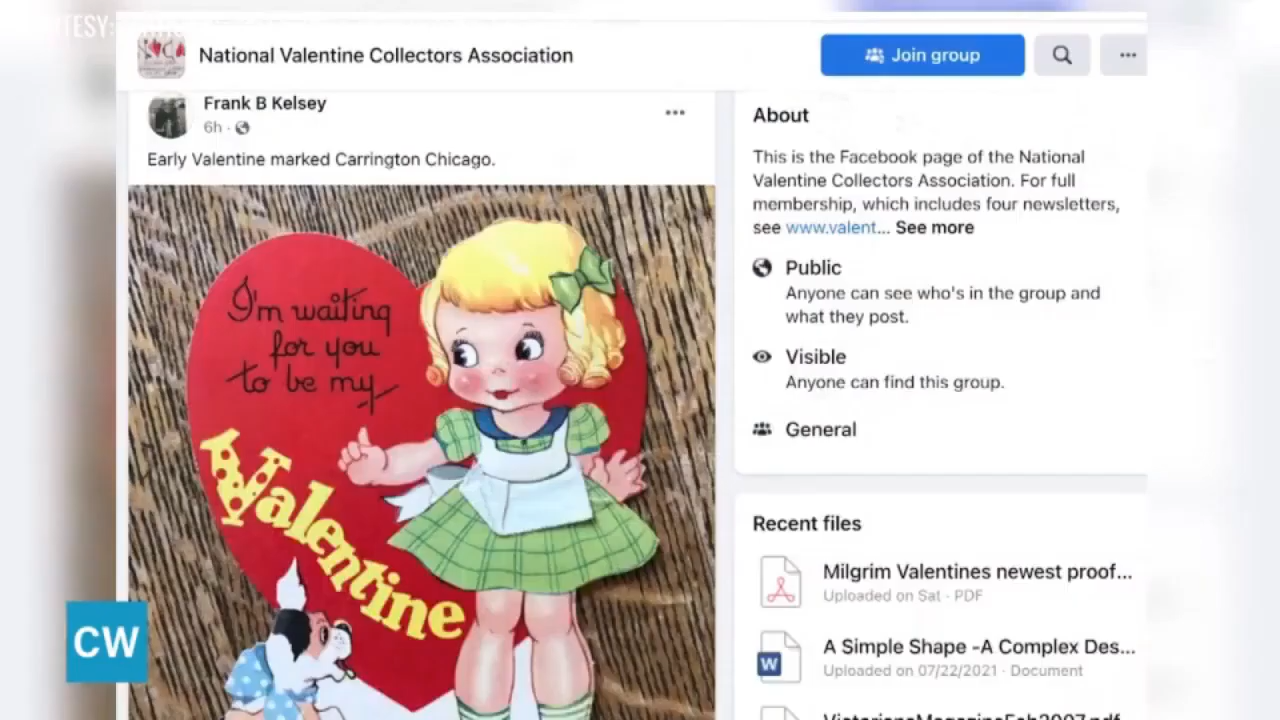 National Valentine Collectors Association
Join group
Frank B Kelsey
6h
Early Valentine marked Carrington Chicago.
I'm waiting
for you
to be my
Valentine
About
This is the Facebook page of the National
Valentine Collectors Association. For full
membership, which includes four newsletters,
see www.valent... See more
Public
Anyone can see who's in the group and
what they post.
Visible
Anyone can find this group.
General
Recent files
Milgrim Valentines newest proof...
Uploaded on Sat · PDF
W
A Simple Shape -A Complex Des...
Uploaded on 07/22/2021 · Document
CW